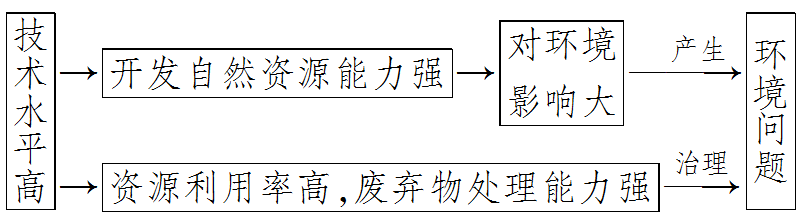 技术水平高
开发自然资源能力强
对环境
影响大
产生
环境问题
资源利用率高,废弃物处理能力强
治理